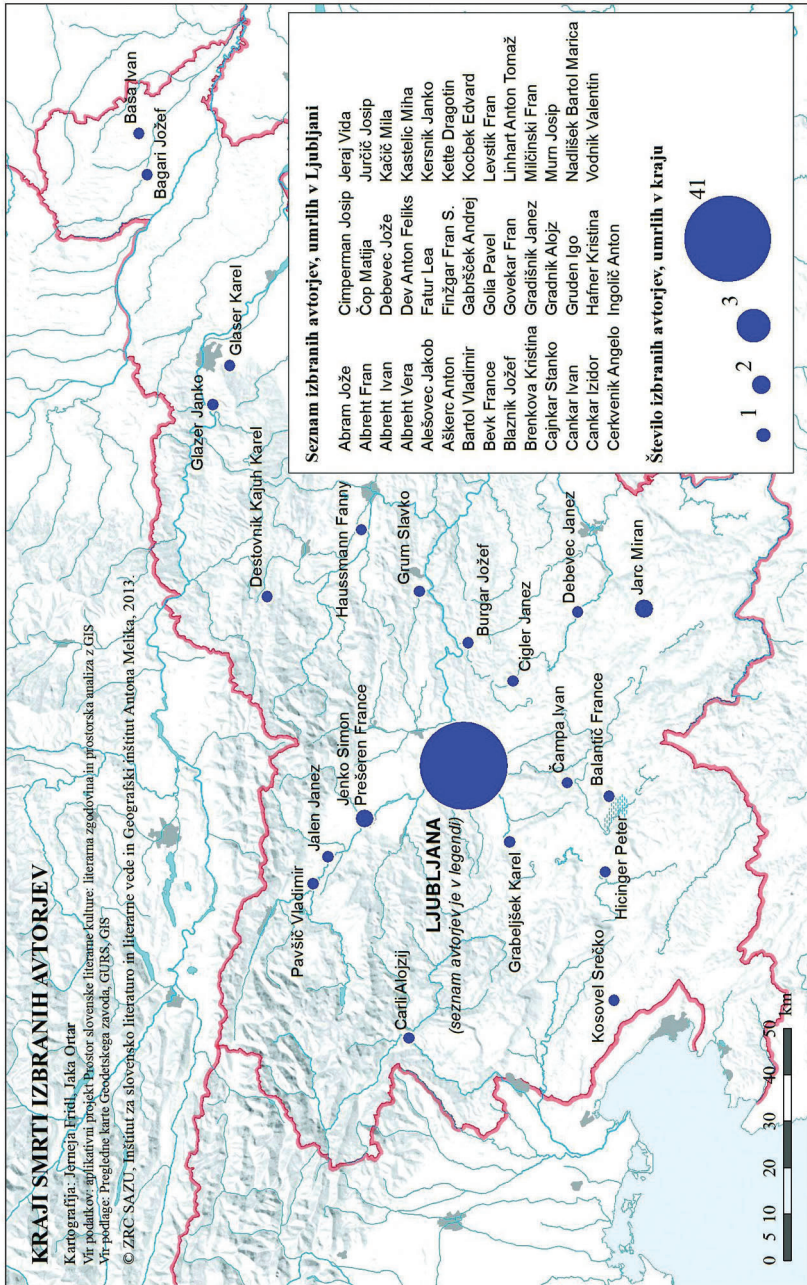 KRAJI SMRTI IZBRANIH AVTORJEV
Kartografija: Jerneja Fridl, Jaka Ortar
Vir podatkov: aplikativni projekt Prostor slovenske literarne kulture: literarna zgodovina in prostorska analiza z GIS
Vir podlage: Pregledne karte Geodetskega zavoda, GURS, GIS
© ZRC SAZU, Inštitut za slovensko literaturo in literarne vede in Geografski inštitut Antona Melika, 2013
Baša Ivan
Bagari Jožef
Glaser Karel
Glazer Janko
Destovnik Kajuh Karel
Haussmann Fanny
Grum Slavko
Pavšič Vladimir
Jalen Janez
Jenko Simon
Prešeren France
Burgar Jožef
Carli Alojzij
LJUBLJANA
(seznam avtorjev je v legendi)
Cigler Janez
Grabeljšek Karel
Debevec Janez
Čampa Ivan
Jarc Miran
Balantič France
Hicinger Peter
Kosovel Srečko
Seznam izbranih avtorjev, umrlih v Ljubljani
Abram Jože
Albreht Fran
Albreht Ivan
Albreht Vera
Alešovec Jakob
Aškerc Anton
Bartol Vladimir
Bevk France
Blaznik Jožef
Brenkova Kristina
Cajnkar Stanko
Cankar Ivan
Cankar Izidor
Cerkvenik Angelo
Cimperman Josip
Čop Matija
Debevec Jože
Dev Anton Feliks
Fatur Lea
Finžgar Fran S.
Gabršček Andrej
Golia Pavel
Govekar Fran
Gradišnik Janez
Gradnik Alojz
Gruden Igo
Hafner Kristina
Ingolič Anton
Jeraj Vida
Jurčič Josip
Kačič Mila
Kastelic Miha
Kersnik Janko
Kette Dragotin
Kocbek Edvard
Levstik Fran
Linhart Anton Tomaž
Milčinski Fran
Murn Josip
Nadlišek Bartol Marica
Vodnik Valentin
Število izbranih avtorjev, umrlih v kraju
1 2 3 41
0 5 10 20 30 40 50 km